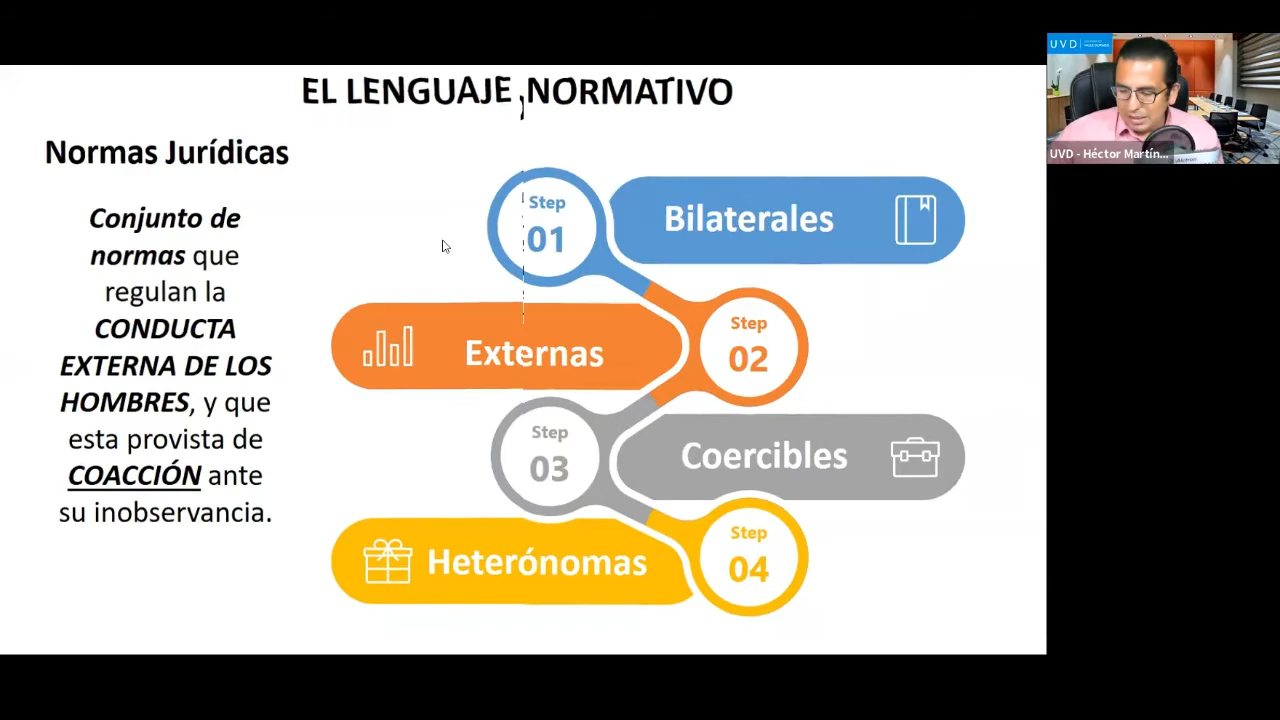 EL LENGUAJE NORMATIVO
Normas Jurídicas
Conjunto de
normas que
regulan la
CONDUCTA
EXTERNA DE LOS
HOMBRES, y que
esta provista de
COACCIÓN ante
su inobservancia.
Step
01
Bilaterales
Externas
Step
02
Step
03
Coercibles
Heterónomas
Step
04
UVD
UVD - Héctor Martín...